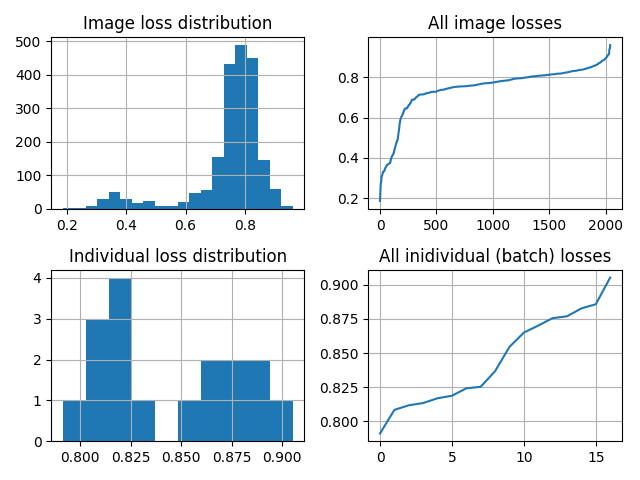 Image loss distribution
500
400
300
200
100
0
0.2 0.4 0.6 0.8
All image losses
0.8
0.6
0.4
0.2
0 500 1000 1500 2000
Individual loss distribution
4
3
2
1
0
0.800 0.825 0.850 0.875 0.900
All inidividual (batch) losses
0.900
0.875
0.850
0.825
0.800
0 5 10 15